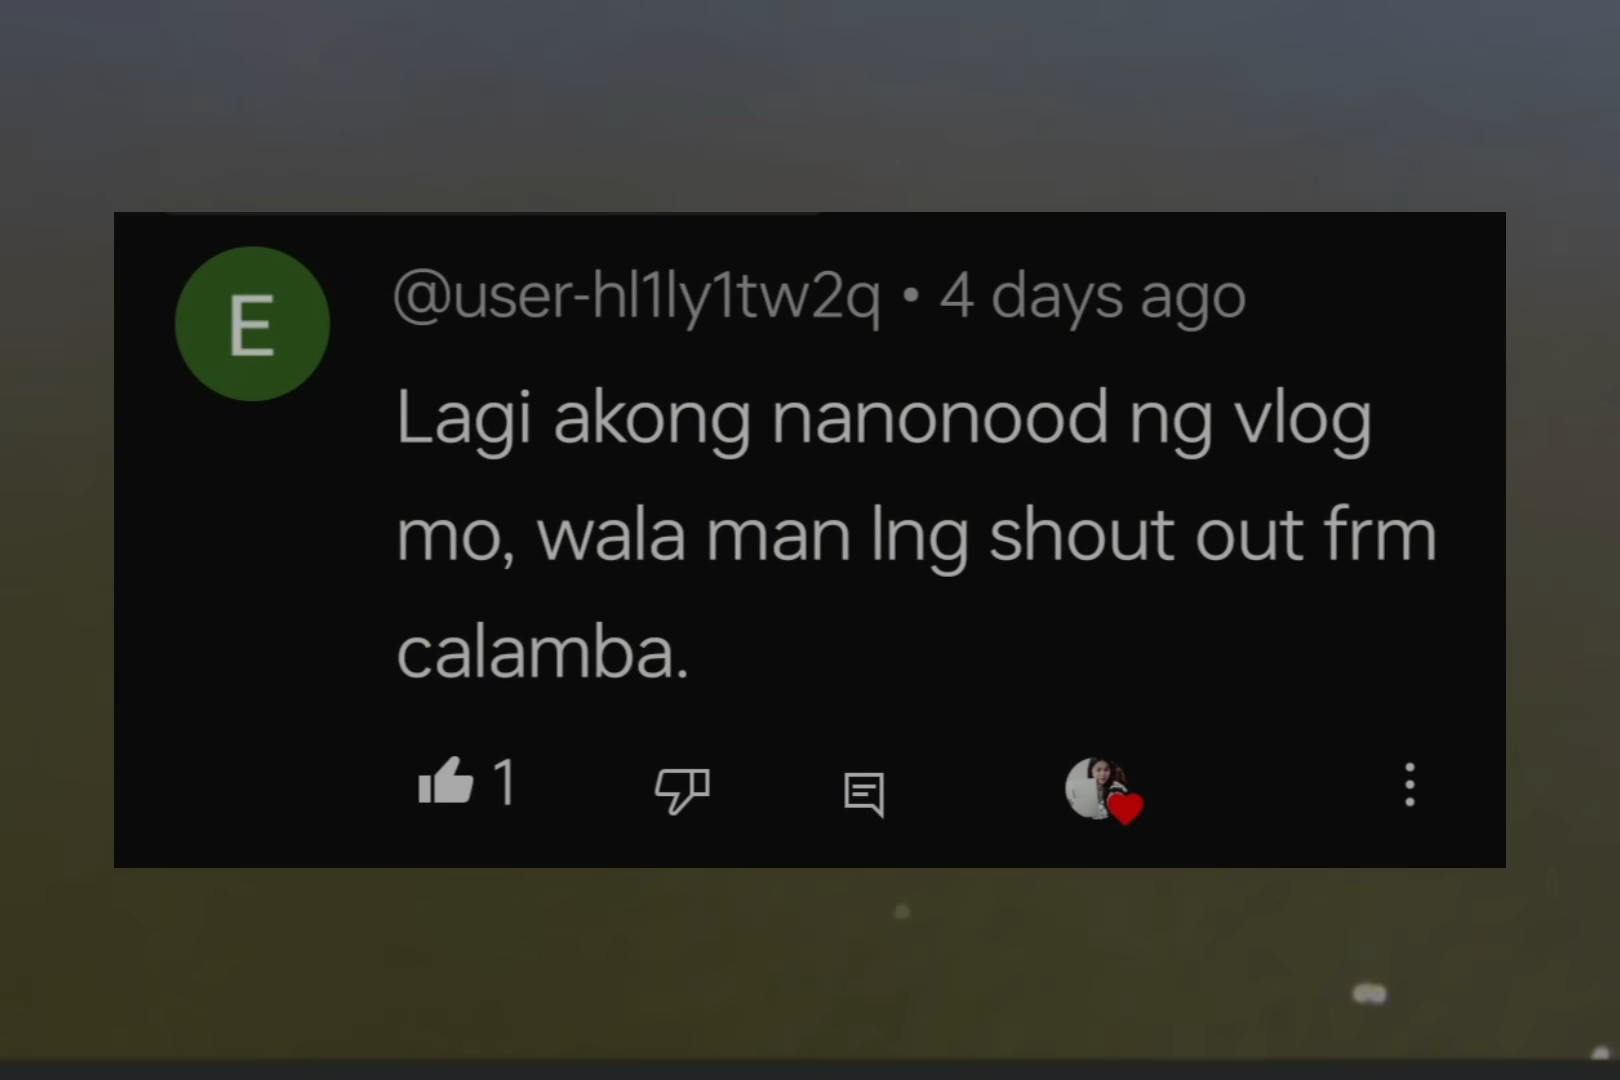 E
@user-hl1ly1tw2q • 4 days ago
Lagi akong nanonood ng vlog
mo, wala man lng shout out frm
calamba.
1